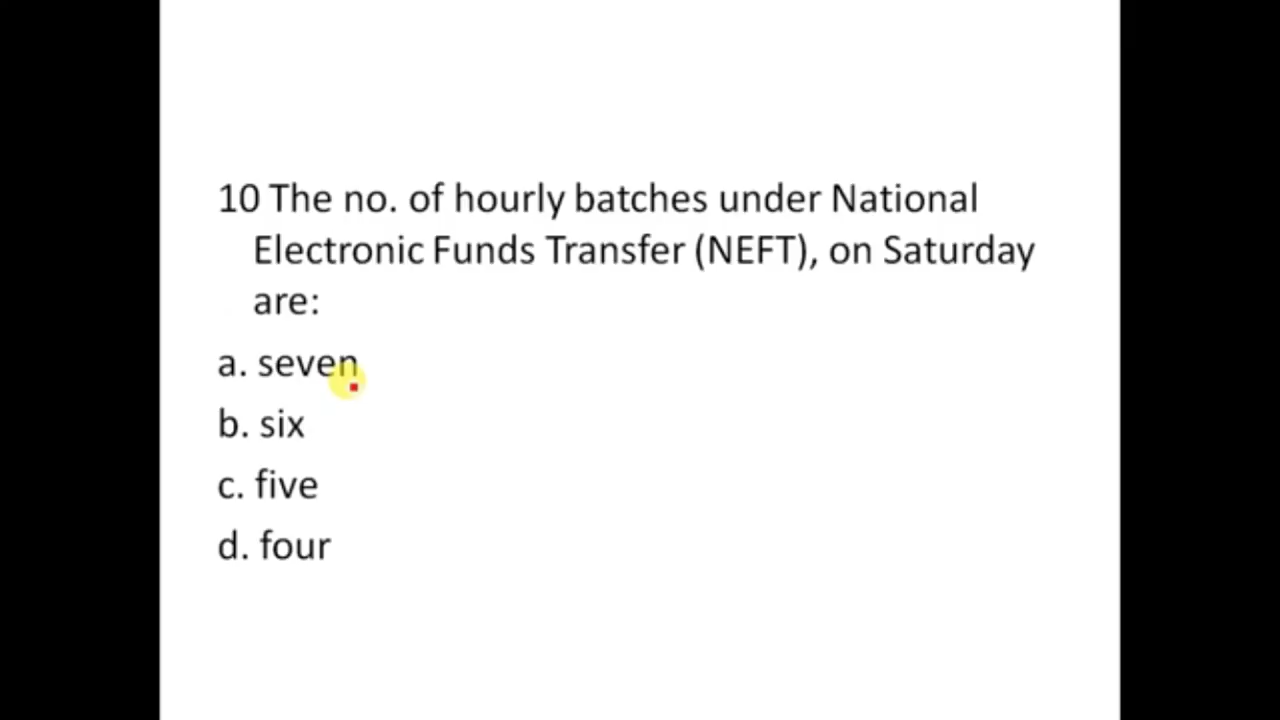 10 The no. of hourly batches under National
Electronic Funds Transfer (NEFT), on Saturday
are:
a. seven
b. six
c. five
d. four